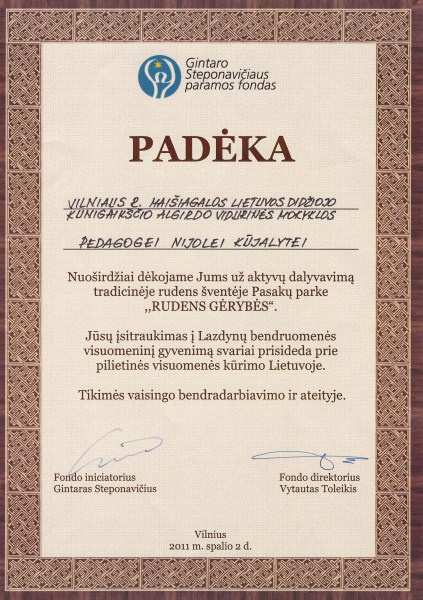 Gintaro
Steponavičiaus
paramos fondas
PADĖKA
VILNIAUS R. MAIŠIAGALOS LIETUVOS DIDŽIOJO
KUNIGAIKŠČIO ALGIRDO VIDURINĖS MOKYKLOS
PEDAGOGEI NIJOLEI KŪJALYTEI
Nuoširdžiai dėkojame Jums už aktyvų dalyvavimą
tradicinėje rudens šventėje Pasakų parke
,,RUDENS GĖRYBĖS“.
Jūsų įsitraukimas į Lazdynų bendruomenės
visuomeninį gyvenimą svariai prisideda prie
pilietinės visuomenės kūrimo Lietuvoje.
Tikimės vaisingo bendradarbiavimo ir ateityje.
Fondo iniciatorius
Gintaras Steponavičius
Fondo direktorius
Vytautas Toleikis
Vilnius
2011 m. spalio 2 d.